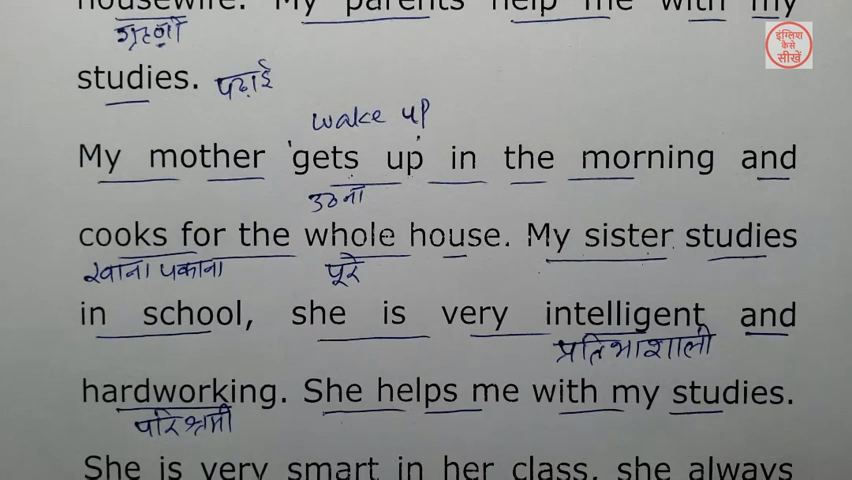 housewife. My parents help me with my
गृहणी
इंग्लिश
कैसे
सीखें
studies. पढ़ाई
wake up
My mother 'gets up' in the morning and
उठना
cooks for the whole house. My sister studies
खाना पकाना पूरे
in school, she is very intelligent and
प्रतिभाशाली
hardworking. She helps me with my studies.
परिश्रमी
She is very smart in her class, she always